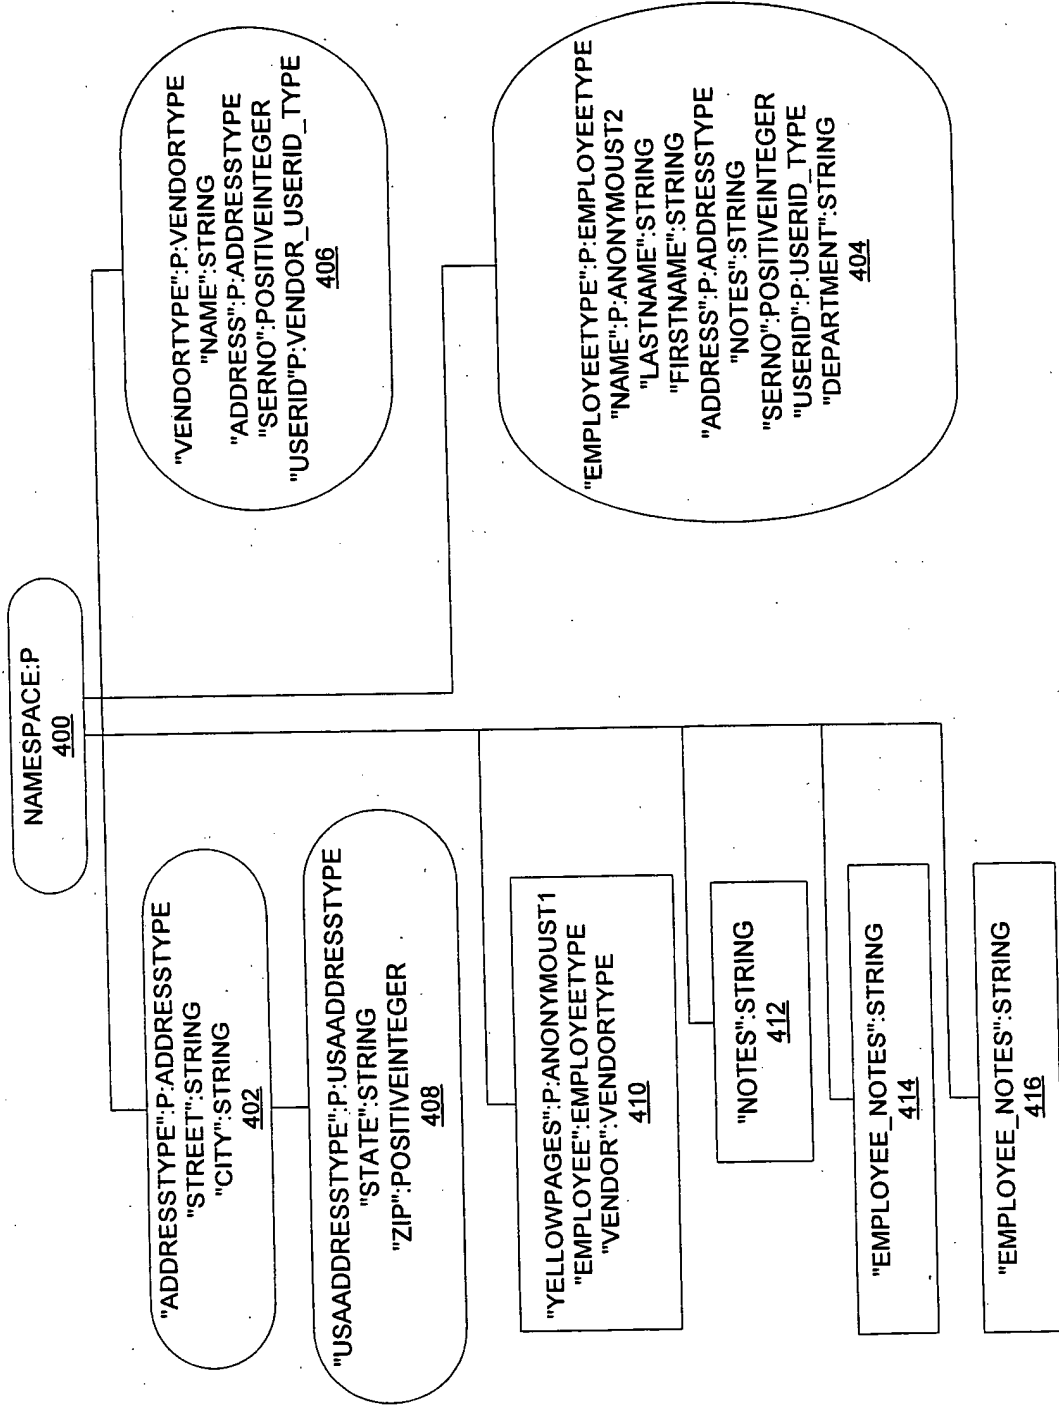 NAMESPACE:P
400
"ADDRESSTYPE":P:ADDRESSTYPE
"STREET":STRING
"CITY":STRING
402
"VENDORTYPE":P:VENDORTYPE
"NAME":STRING
"ADDRESS":P:ADDRESSTYPE
"SERNO":POSITIVEINTEGER
"USERID"P:VENDOR_USERID_TYPE
406
"USAADDRESSTYPE":P:USAADDRESSTYPE
"STATE":STRING
"ZIP":POSITIVEINTEGER
408
"EMPLOYEETYPE":P:EMPLOYEETYPE
"NAME":P:ANONYMOUST2
"LASTNAME":STRING
"FIRSTNAME":STRING
"ADDRESS":P:ADDRESSTYPE
"NOTES":STRING
"SERNO":POSITIVEINTEGER
"USERID":P:USERID_TYPE
"DEPARTMENT":STRING
404
"YELLOWPAGES":P:ANONYMOUST1
"EMPLOYEE":EMPLOYEETYPE
"VENDOR":VENDORTYPE
410
"NOTES":STRING
412
"EMPLOYEE_NOTES":STRING
414
"EMPLOYEE_NOTES":STRING
416